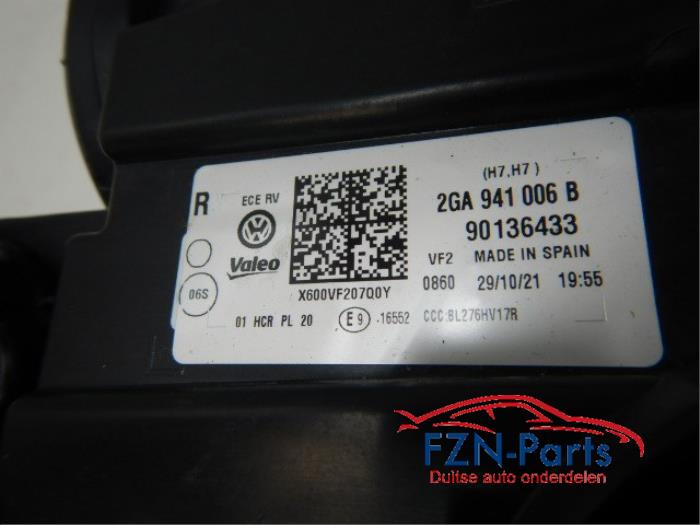 (H7,H7)
R ECE RV 2GA 941 006 B
90136433
Valeo VF2 MADE IN SPAIN
06S X600VF207Q0Y 0860 29/10/21 19:55
01 HCR PL 20 E9 -16552 CCC:BL276HV17R
FZN-Parts
Duitse auto onderdelen